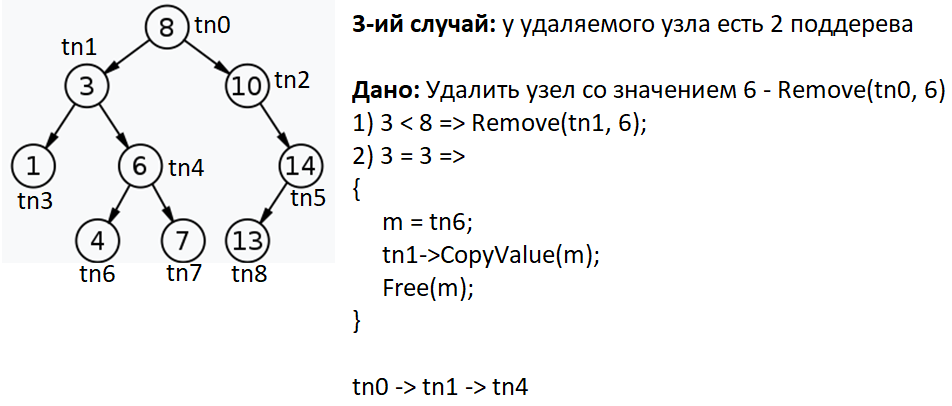 8 tn0
tn1
3
10 tn2
1
tn3
6 tn4
14
tn5
4
tn6
7
tn7
13
tn8
3-ий случай: у удаляемого узла есть 2 поддерева
Дано: Удалить узел со значением 6 - Remove(tn0, 6)
1) 3 < 8 => Remove(tn1, 6);
2) 3 = 3 =>
{
m = tn6;
tn1->CopyValue(m);
Free(m);
}
tn0 -> tn1 -> tn4